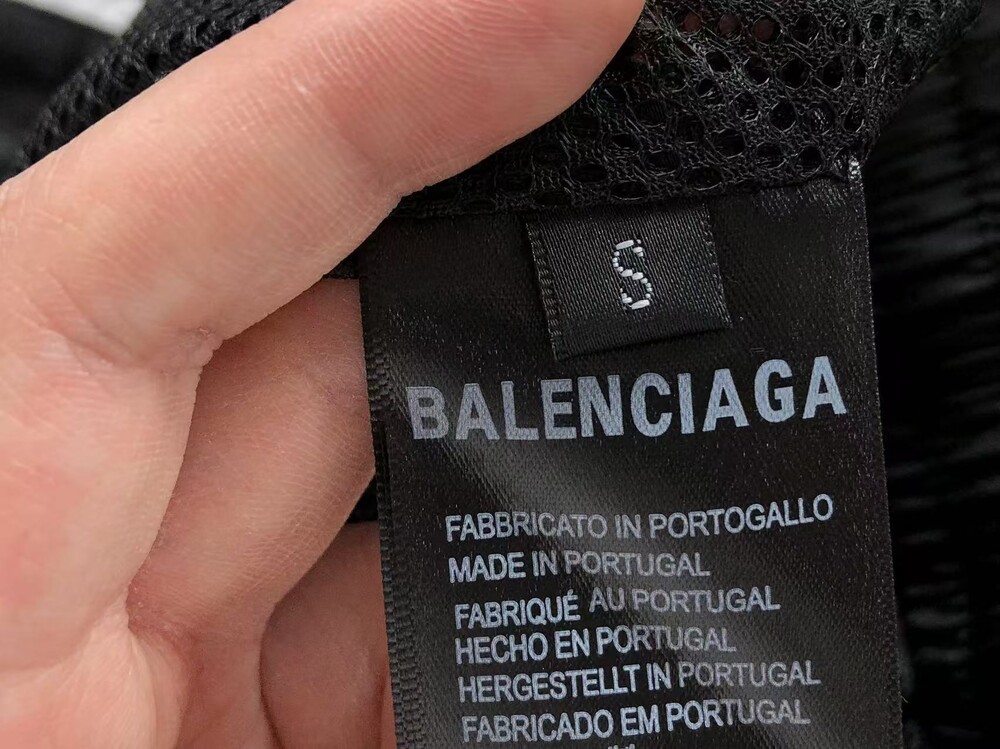 S
BALENCIAGA
FABBRICATO IN PORTOGALLO
MADE IN PORTUGAL
FABRIQUÉ AU PORTUGAL
HECHO EN PORTUGAL
HERGESTELLT IN PORTUGAL
FABRICADO EM PORTUGAL